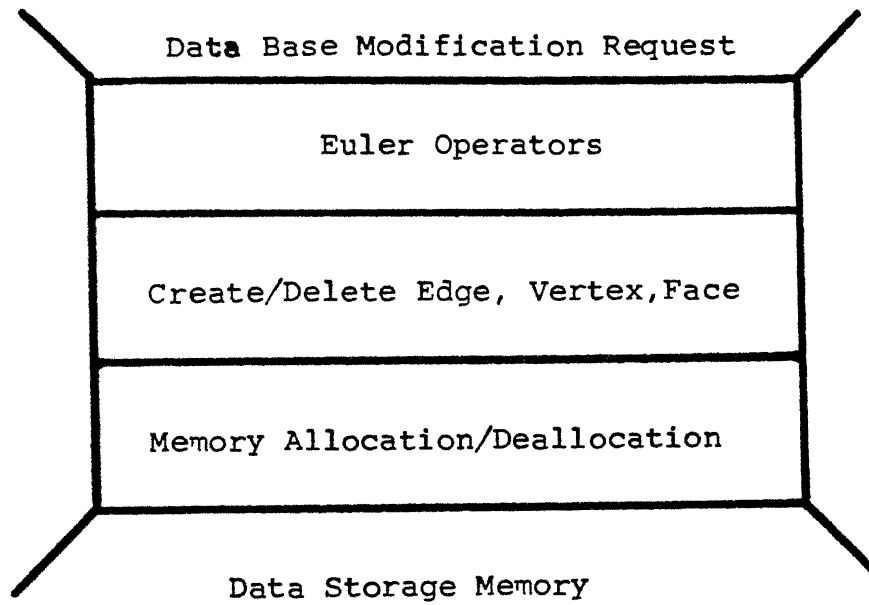 Data Base Modification Request
Euler Operators
Create/Delete Edge, Vertex,Face
Memory Allocation/Deallocation
Data Storage Memory